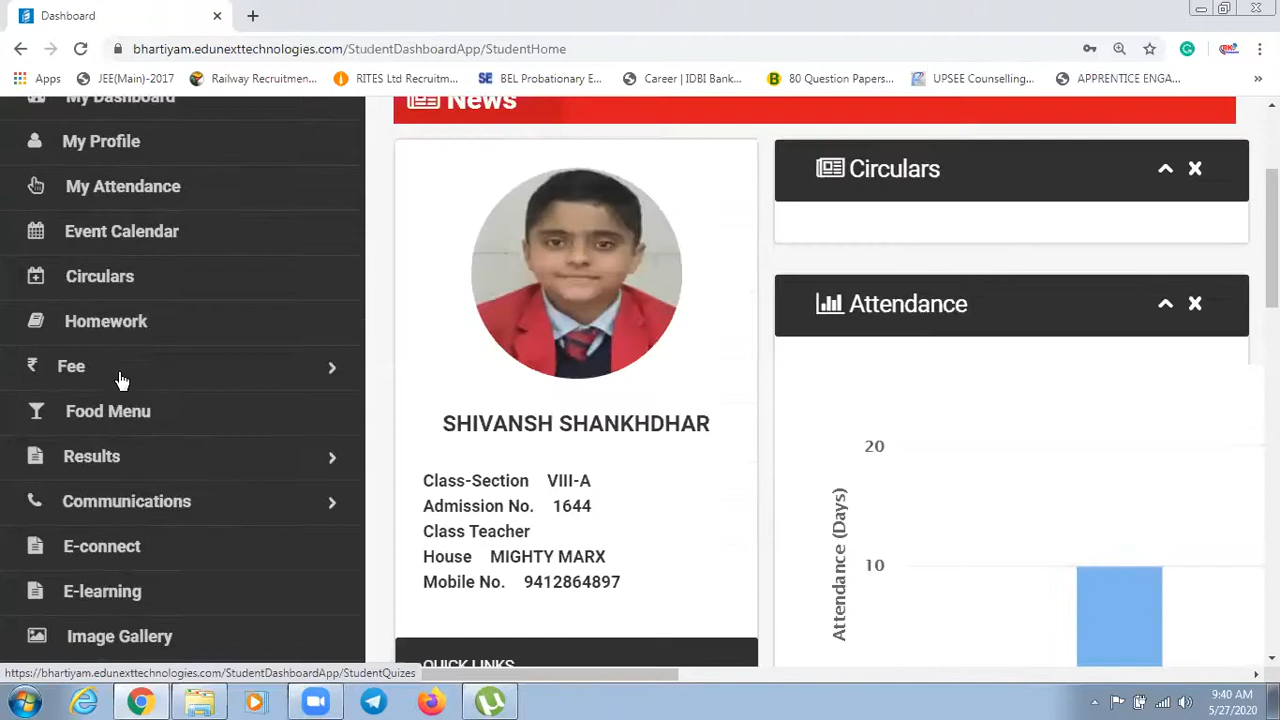 Dashboard
bhartiyam.edunexttechnologies.com/StudentDashboardApp/StudentHome
Apps JEE(Main)-2017 Railway Recruitmen... RITES Ltd Recruitm... BEL Probationary E... Career | IDBI Bank... 80 Question Papers... UPSEE Counselling... APPRENTICE ENGA... »
My Dashboard
My Profile
My Attendance
Event Calendar
Circulars
Homework
Fee
Food Menu
Results
Communications
E-connect
E-learning
Image Gallery
News
SHIVANSH SHANKHDHAR
Class-Section VIII-A
Admission No. 1644
Class Teacher
House MIGHTY MARX
Mobile No. 9412864897
QUICK LINKS
Circulars
Attendance
20
10
Attendance (Days)
https://bhartiyam.edunexttechnologies.com/StudentDashboardApp/StudentQuizes
9:40 AM
5/27/2020